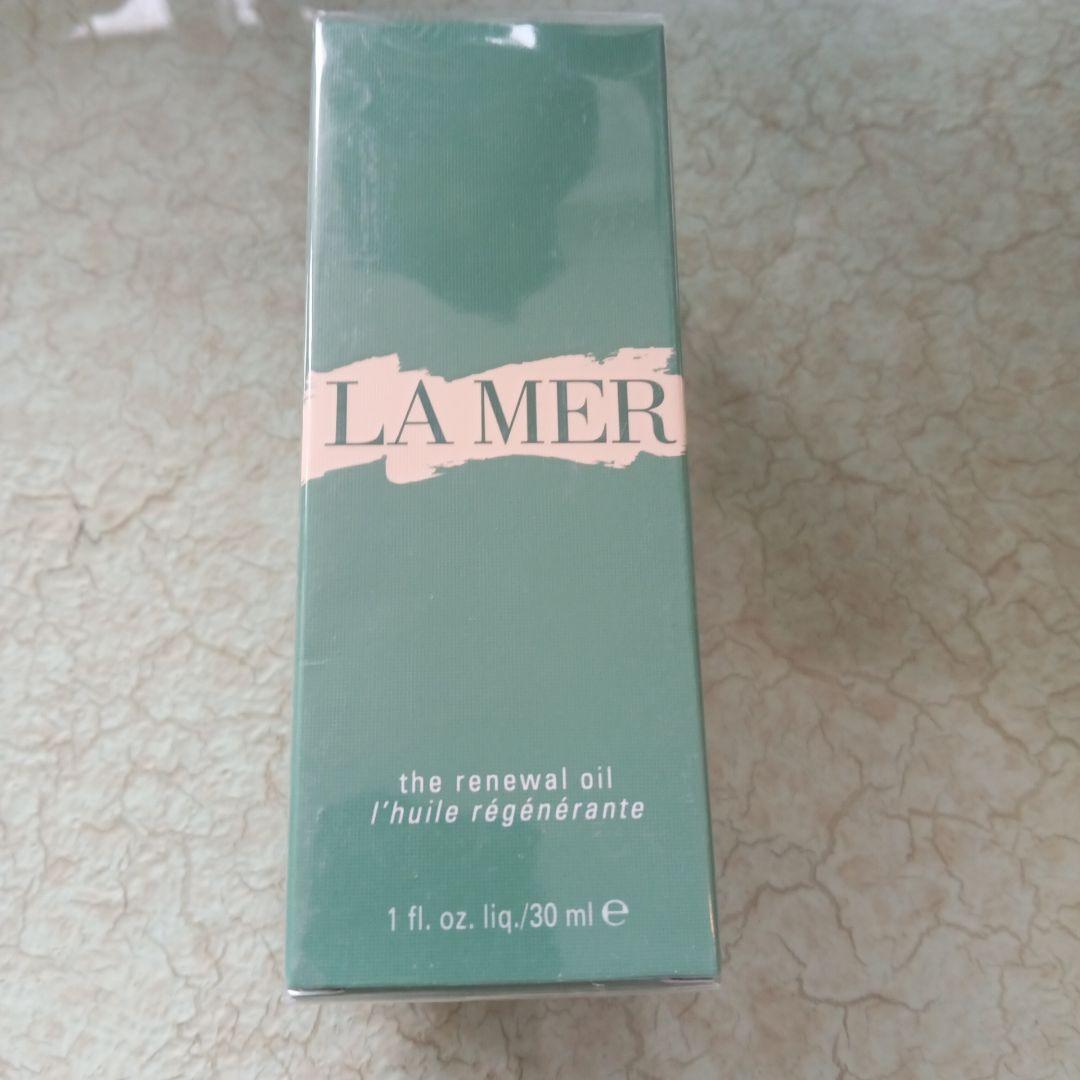 LA MER
the renewal oil
l'huile régénérante
1 fl. oz. liq./30 ml ℮